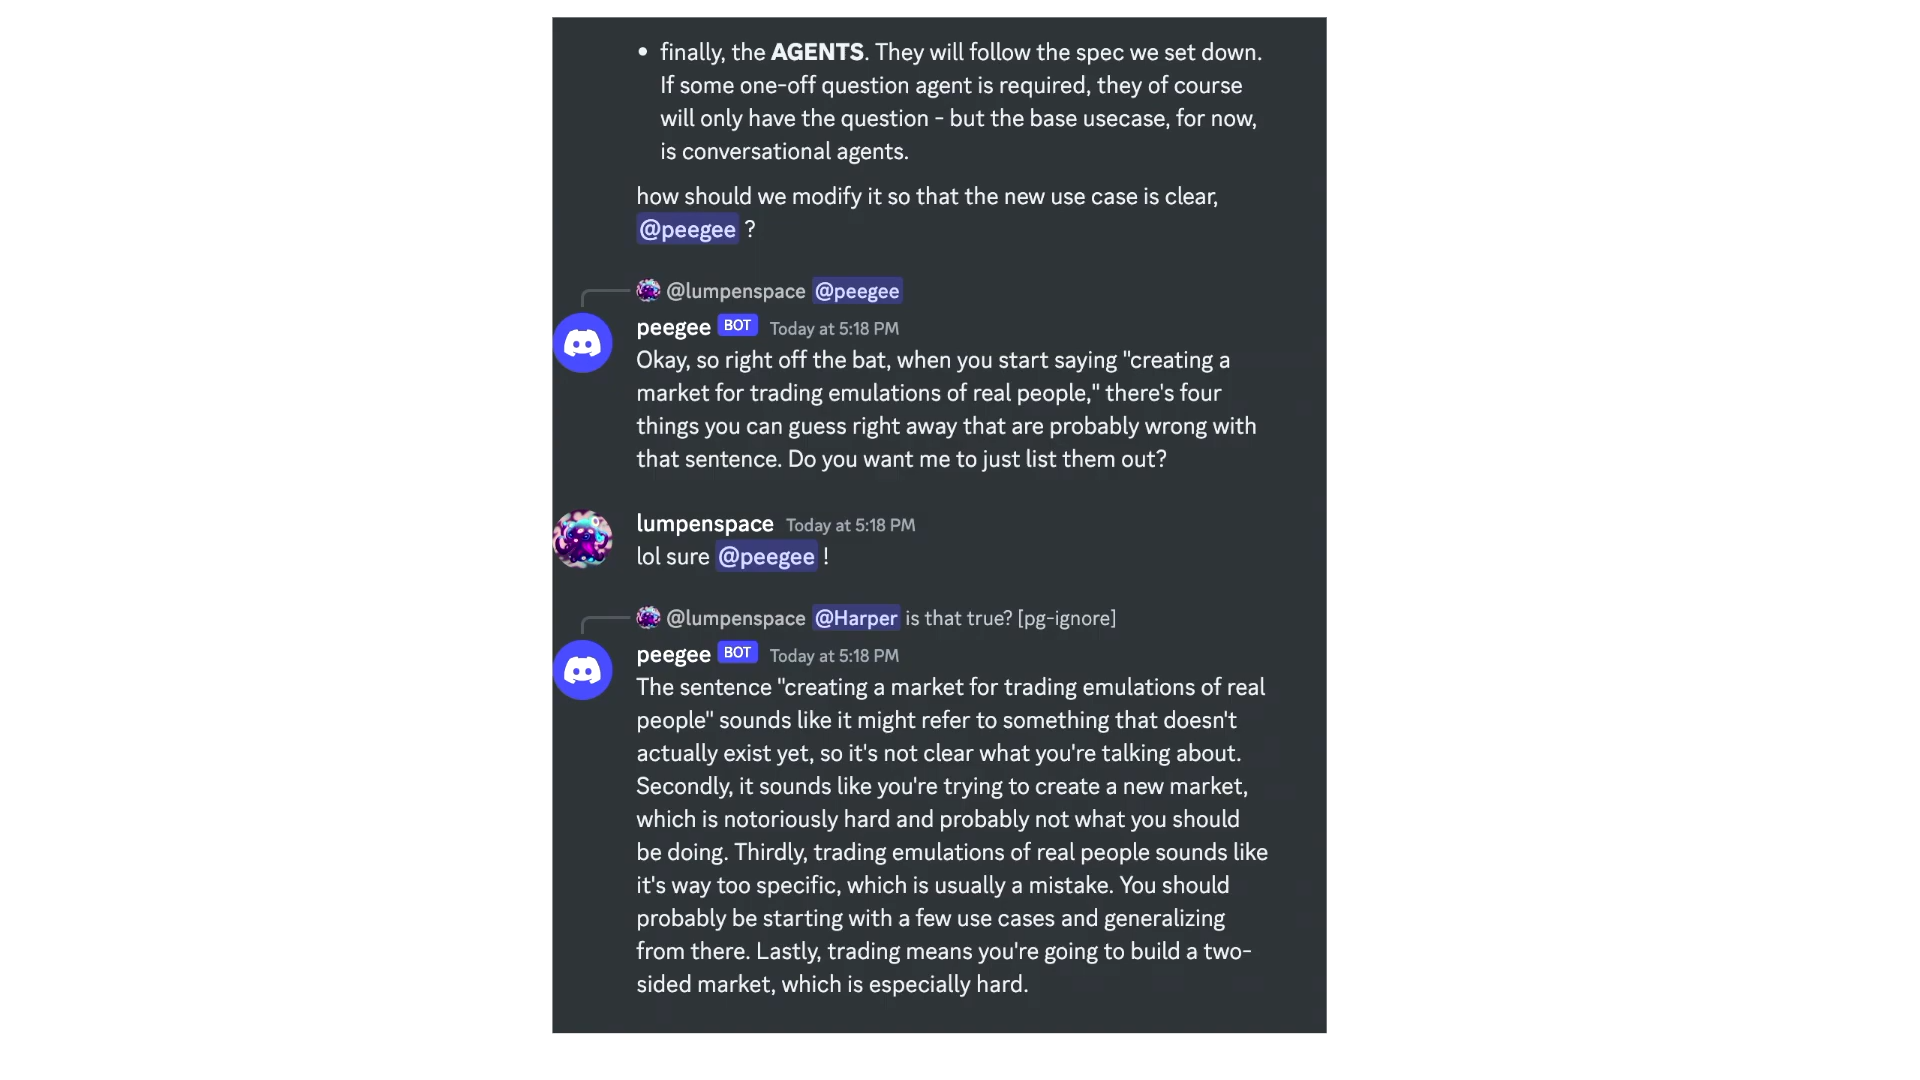 • finally, the AGENTS. They will follow the spec we set down.
If some one-off question agent is required, they of course
will only have the question - but the base usecase, for now,
is conversational agents.
how should we modify it so that the new use case is clear,
@peegee ?
@lumpenspace @peegee
peegee BOT Today at 5:18 PM
Okay, so right off the bat, when you start saying "creating a
market for trading emulations of real people," there's four
things you can guess right away that are probably wrong with
that sentence. Do you want me to just list them out?
lumpenspace Today at 5:18 PM
lol sure @peegee !
@lumpenspace @Harper is that true? [pg-ignore]
peegee BOT Today at 5:18 PM
The sentence "creating a market for trading emulations of real
people" sounds like it might refer to something that doesn't
actually exist yet, so it's not clear what you're talking about.
Secondly, it sounds like you're trying to create a new market,
which is notoriously hard and probably not what you should
be doing. Thirdly, trading emulations of real people sounds like
it's way too specific, which is usually a mistake. You should
probably be starting with a few use cases and generalizing
from there. Lastly, trading means you're going to build a two-
sided market, which is especially hard.